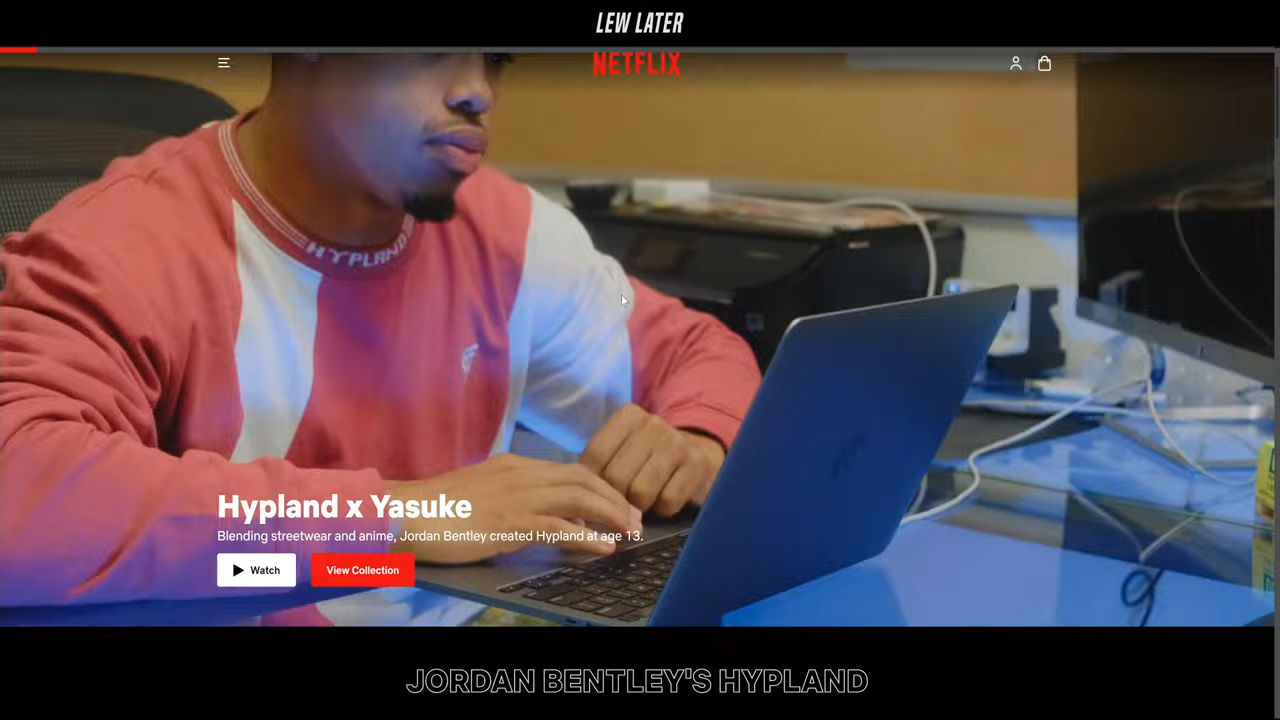 LEW LATER
NETFLIX
HYPLAND
Hypland x Yasuke
Blending streetwear and anime, Jordan Bentley created Hypland at age 13.
Watch
View Collection
JORDAN BENTLEY'S HYPLAND